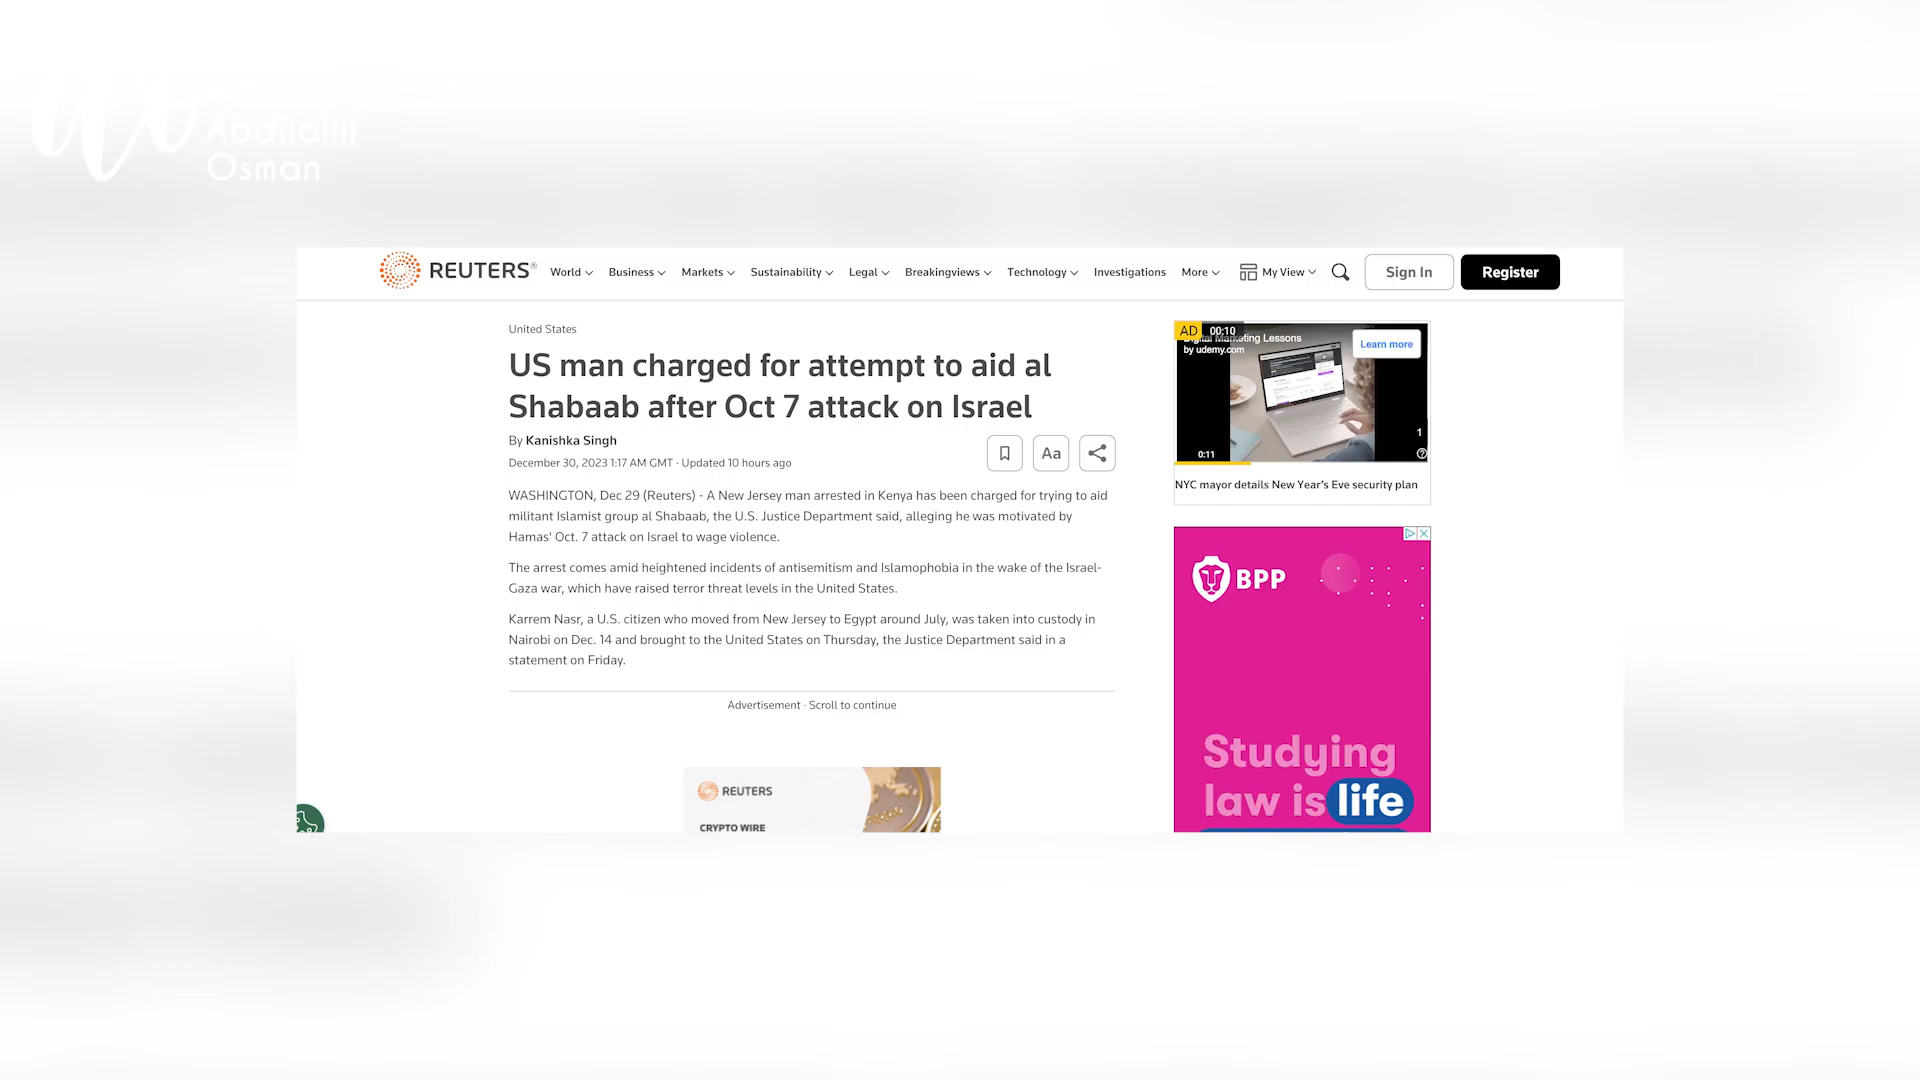 Abdijaliil
Osman
REUTERS®
World
Business
Markets
Sustainability
Legal
Breakingviews
Technology
Investigations
More
My View
Sign In
Register
United States
US man charged for attempt to aid al
Shabaab after Oct 7 attack on Israel
By Kanishka Singh
December 30, 2023 1:17 AM GMT · Updated 10 hours ago
Aa
WASHINGTON, Dec 29 (Reuters) - A New Jersey man arrested in Kenya has been charged for trying to aid
militant Islamist group al Shabaab, the U.S. Justice Department said, alleging he was motivated by
Hamas' Oct. 7 attack on Israel to wage violence.
The arrest comes amid heightened incidents of antisemitism and Islamophobia in the wake of the Israel-
Gaza war, which have raised terror threat levels in the United States.
Karrem Nasr, a U.S. citizen who moved from New Jersey to Egypt around July, was taken into custody in
Nairobi on Dec. 14 and brought to the United States on Thursday, the Justice Department said in a
statement on Friday.
Advertisement · Scroll to continue
REUTERS
CRYPTO WIRE
AD 00:10
Digital Marketing Lessons
by udemy.com
Learn more
1
0:11
NYC mayor details New Year's Eve security plan
BPP
Studying
law is life